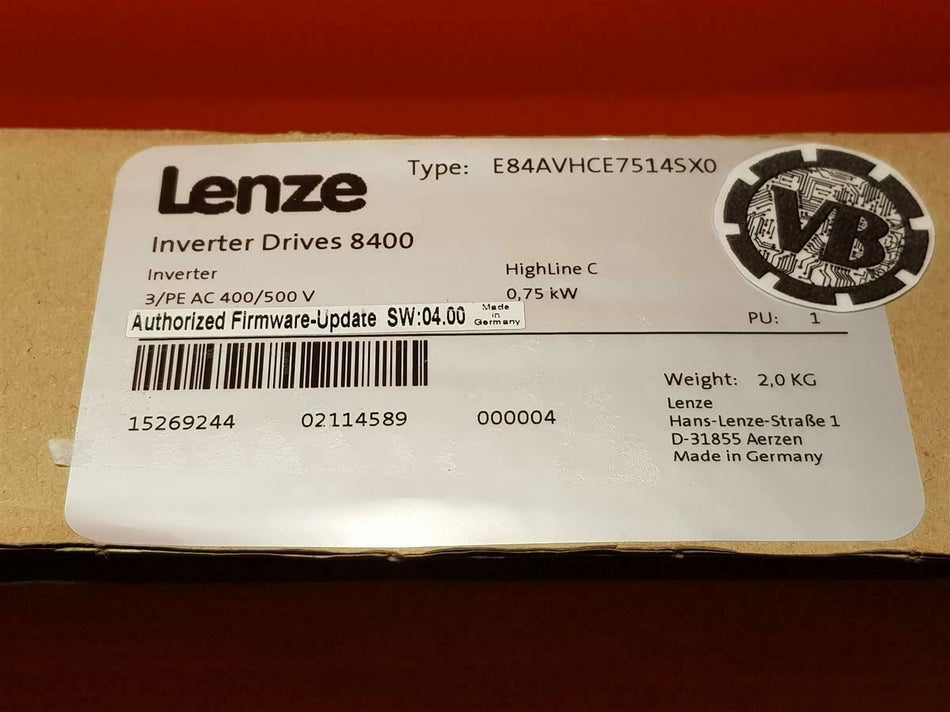 Lenze
Type: E84AVHCE7514SX0
VB
Inverter Drives 8400
Inverter
HighLine C
3/PE AC 400/500 V
0,75 kW
Authorized Firmware-Update SW:04.00
Made
in
Germany
PU: 1
Weight: 2,0 KG
15269244 02114589 000004
Lenze
Hans-Lenze-Straße 1
D-31855 Aerzen
Made in Germany